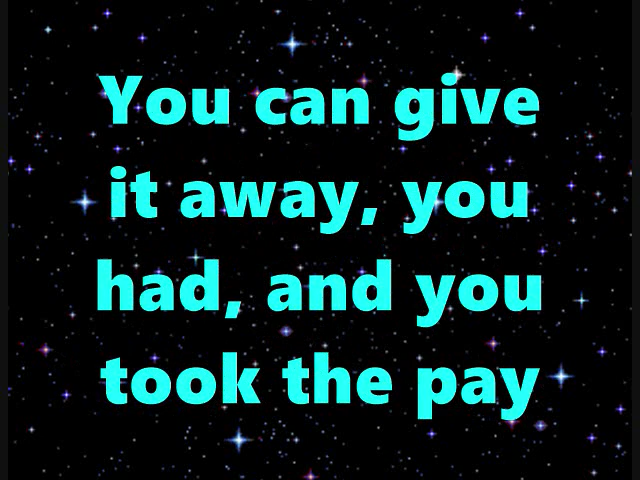 You can give
it away, you
had, and you
took the pay